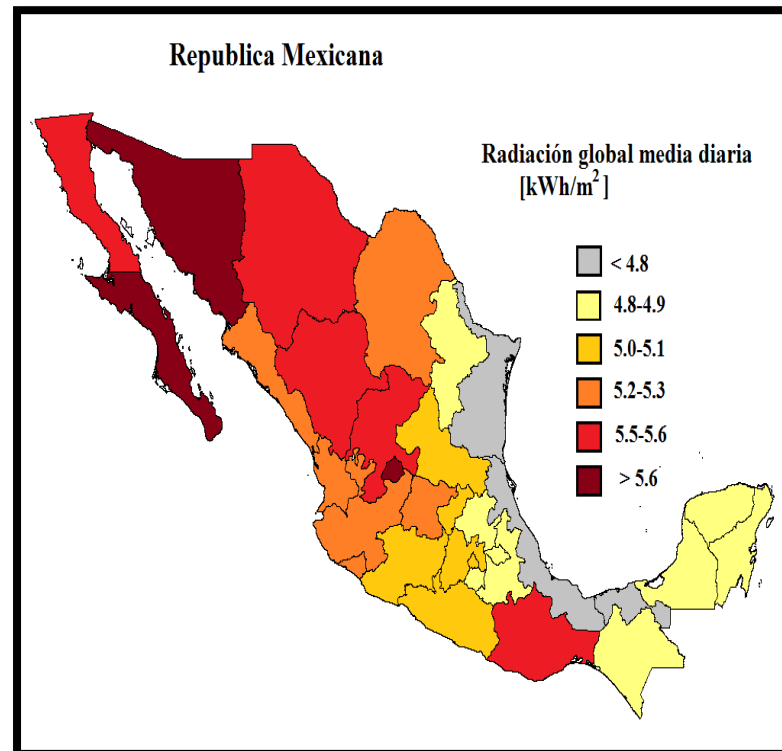 Republica Mexicana
Radiación global media diaria
[kWh/m²]
< 4.8
4.8-4.9
5.0-5.1
5.2-5.3
5.5-5.6
> 5.6